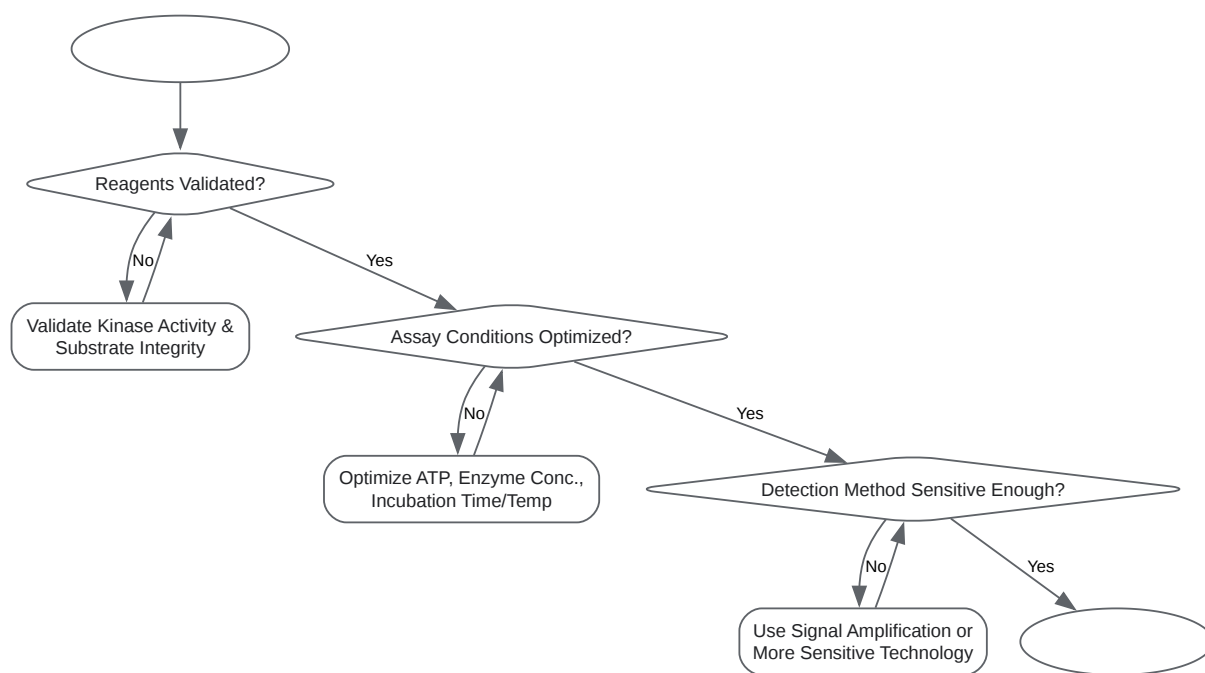 Reagents Validated?
No
Yes
Validate Kinase Activity &
Substrate Integrity
Assay Conditions Optimized?
No
Yes
Optimize ATP, Enzyme Conc.,
Incubation Time/Temp
Detection Method Sensitive Enough?
No
Yes
Use Signal Amplification or
More Sensitive Technology